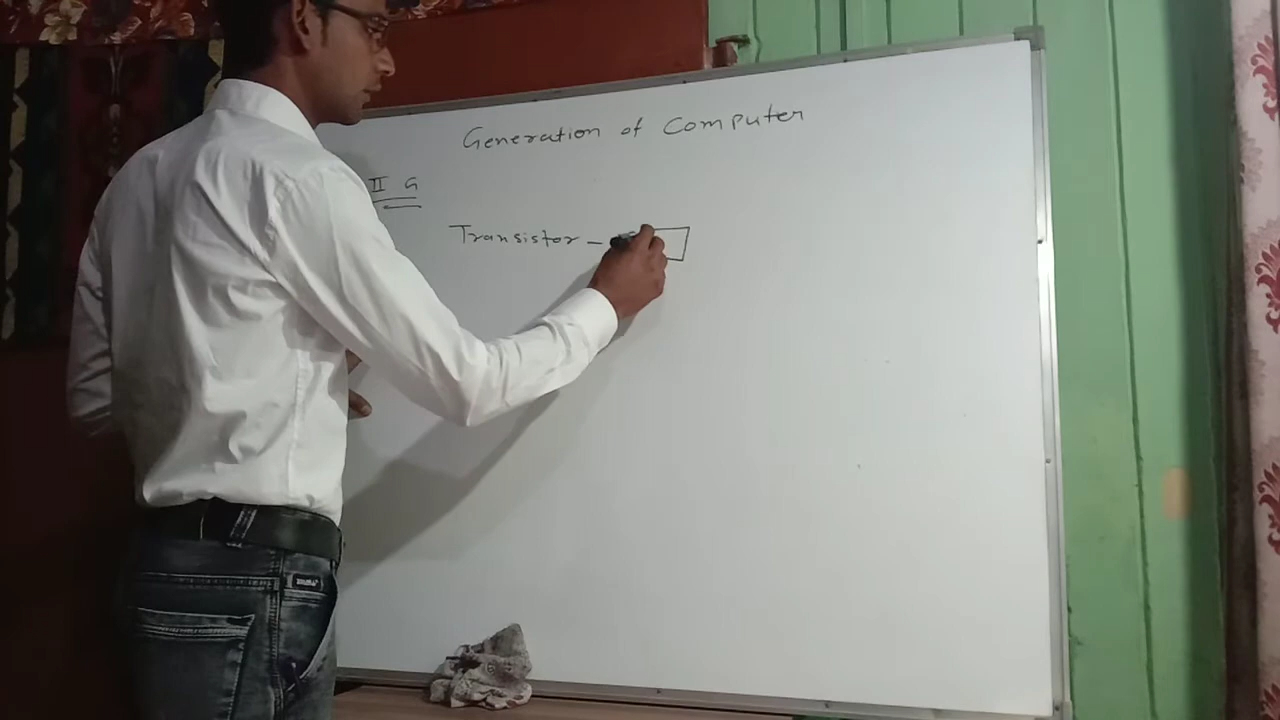 Generation of Computer
II G
Transistor -